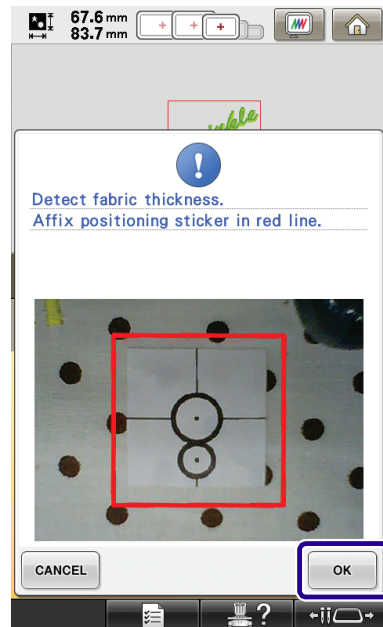 67.6 mm
83.7 mm
Detect fabric thickness.
Affix positioning sticker in red line.
CANCEL
OK
?